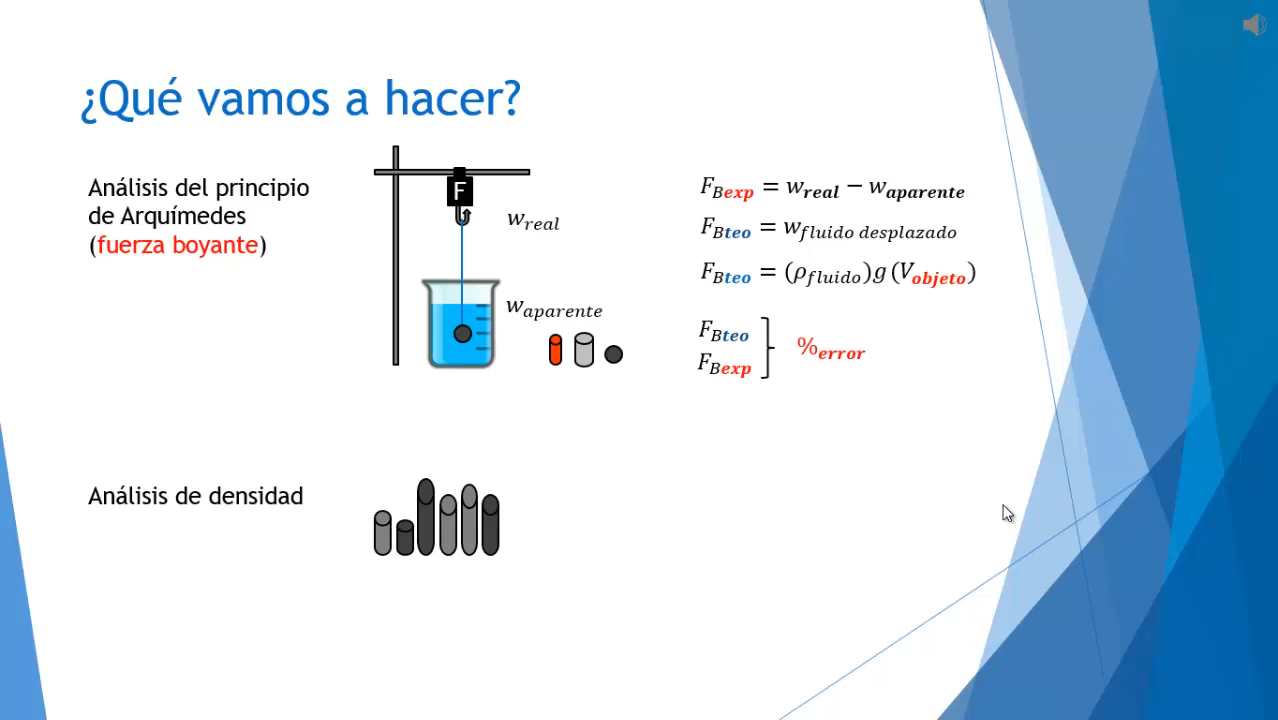 ¿Qué vamos a hacer?
Análisis del principio
de Arquímedes
(fuerza boyante)
F
w_real
w_aparente
F_Bexp = w_real − w_aparente
F_Bteo = w_fluido desplazado
F_Bteo = (ρ_fluido)g(V_objeto)
F_Bteo
F_Bexp
%_error
Análisis de densidad